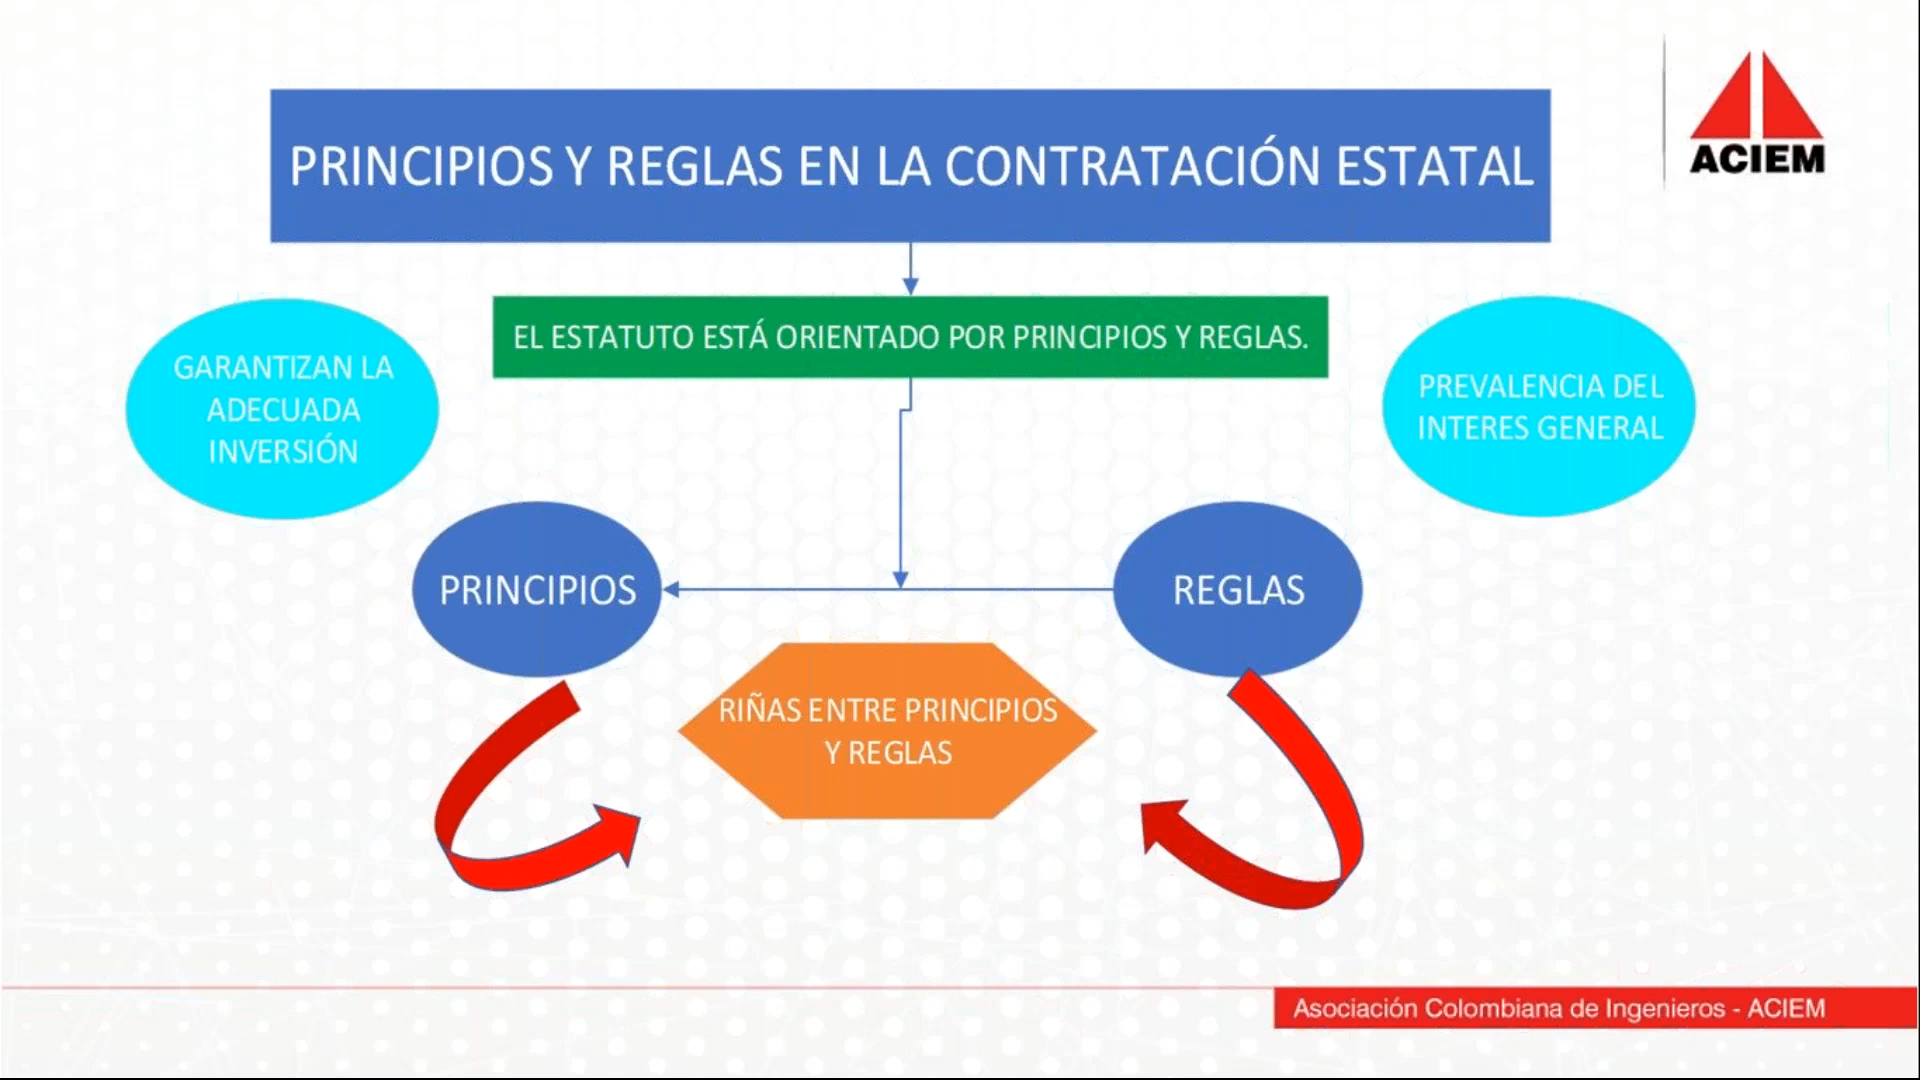 ACIEM
PRINCIPIOS Y REGLAS EN LA CONTRATACIÓN ESTATAL
EL ESTATUTO ESTÁ ORIENTADO POR PRINCIPIOS Y REGLAS.
GARANTIZAN LA
ADECUADA
INVERSIÓN
PREVALENCIA DEL
INTERES GENERAL
PRINCIPIOS
REGLAS
RIÑAS ENTRE PRINCIPIOS
Y REGLAS
Asociación Colombiana de Ingenieros - ACIEM